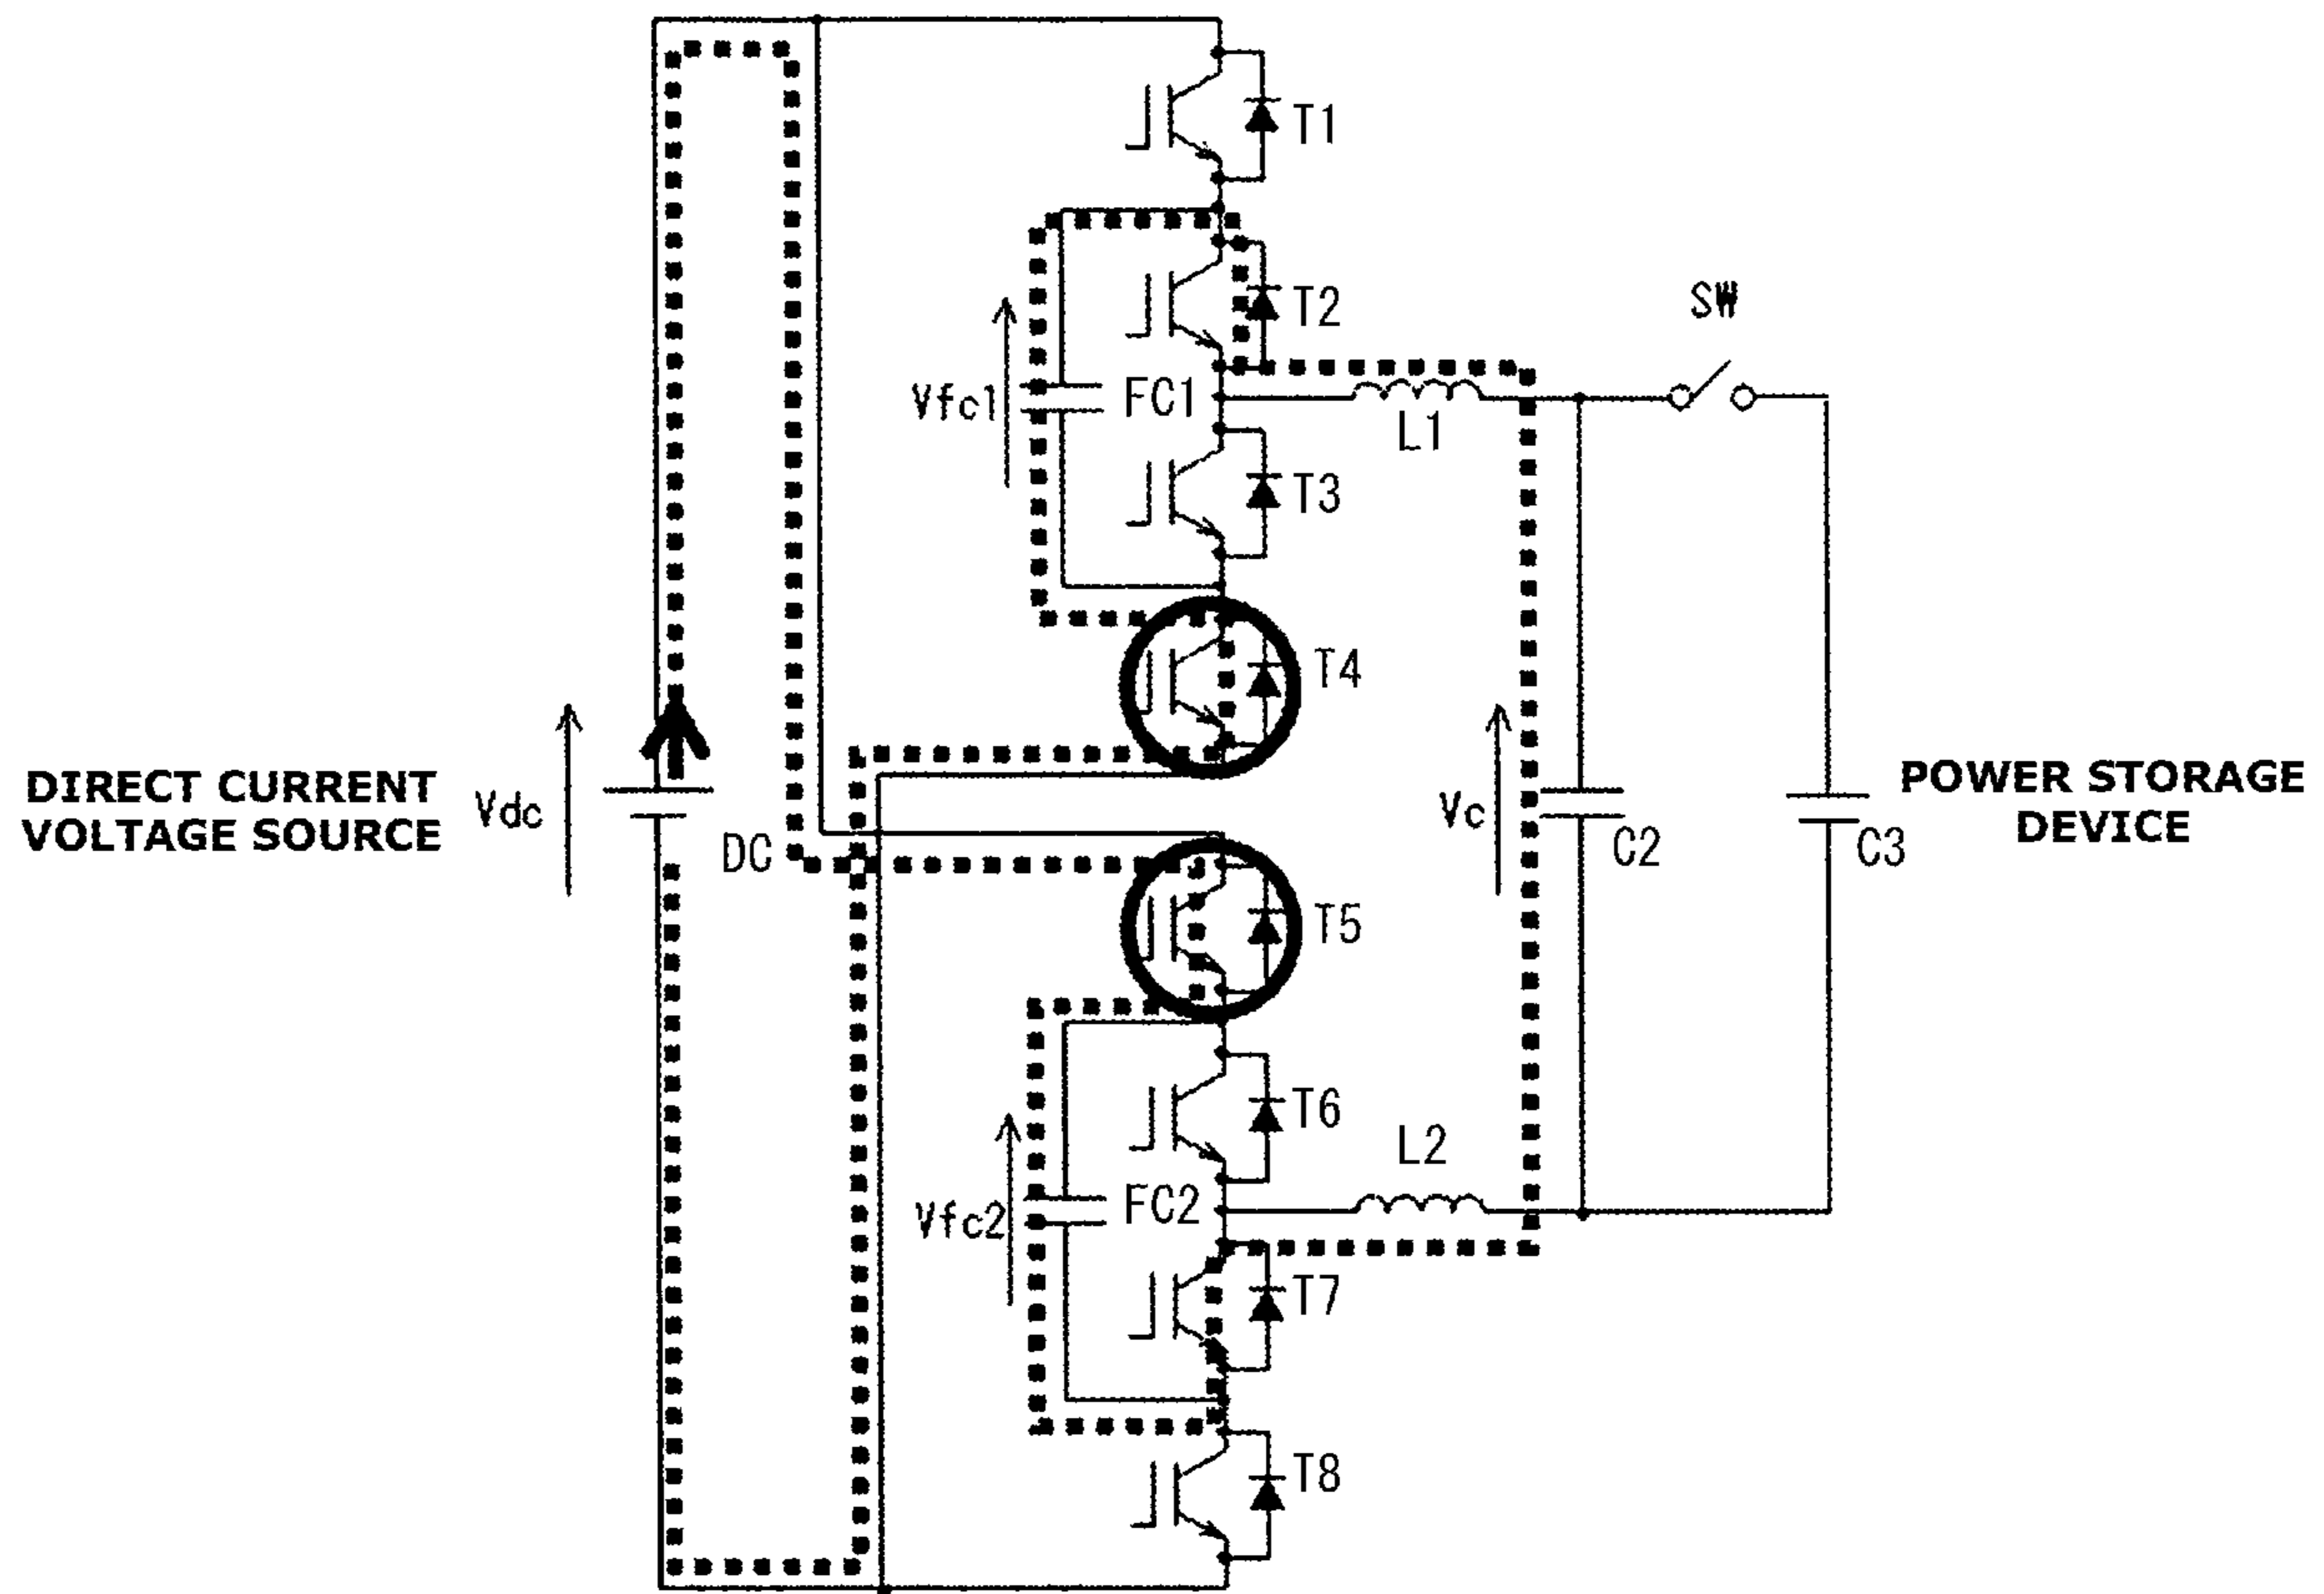 T1
T2
SW
Vfc1
FC1
L1
T3
T4
DIRECT CURRENT
VOLTAGE SOURCE
Vdc
DC
Vc
C2
C3
POWER STORAGE
DEVICE
T5
T6
L2
Vfc2
FC2
T7
T8